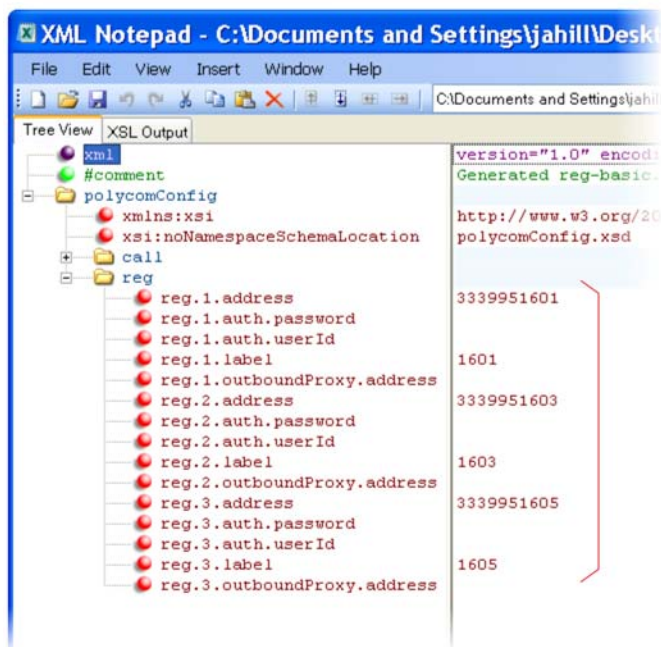 XML Notepad - C:\Documents and Settings\jahill\Deskt
File Edit View Insert Window Help
C:\Documents and Settings\jahill
Tree View XSL Output
xml version="1.0"
#comment Generated reg-basic.
polycomConfig
xmlns:xsi http://www.w3.org/20
xsi:noNamespaceSchemaLocation polycomConfig.xsd
call
reg
reg.1.address 3339951601
reg.1.auth.password
reg.1.auth.userId
reg.1.label 1601
reg.1.outboundProxy.address
reg.2.address 3339951603
reg.2.auth.password
reg.2.auth.userId
reg.2.label 1603
reg.2.outboundProxy.address
reg.3.address 3339951605
reg.3.auth.password
reg.3.auth.userId
reg.3.label 1605
reg.3.outboundProxy.address